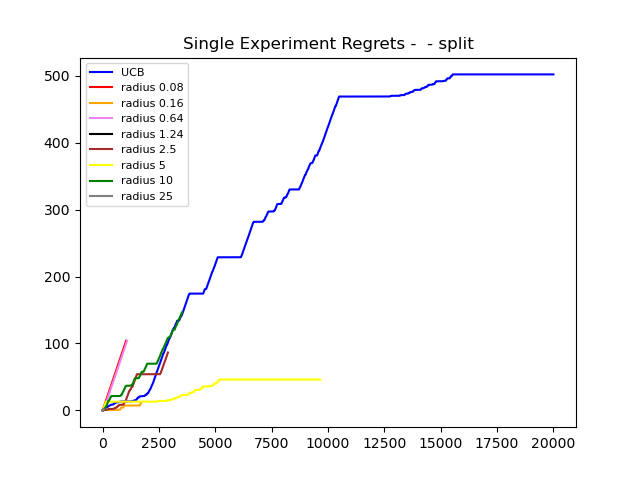 Single Experiment Regrets -  - split
UCB
radius 0.08
radius 0.16
radius 0.64
radius 1.24
radius 2.5
radius 5
radius 10
radius 25
500
400
300
200
100
0
0 2500 5000 7500 10000 12500 15000 17500 20000